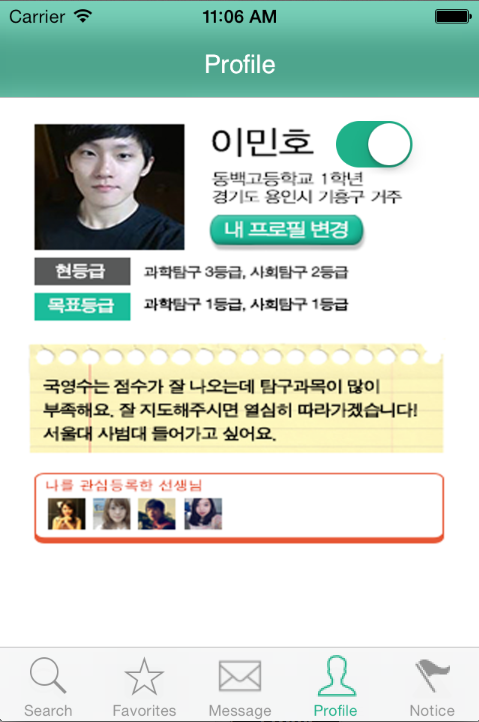 Carrier 11:06 AM
Profile
이민호
동백고등학교 1학년
경기도 용인시 기흥구 거주
내 프로필 변경
현등급 과학탐구 3등급, 사회탐구 2등급
목표등급 과학탐구 1등급, 사회탐구 1등급
국영수는 점수가 잘 나오는데 탐구과목이 많이
부족해요. 잘 지도해주시면 열심히 따라가겠습니다!
서울대 사범대 들어가고 싶어요.
나를 관심등록한 선생님
Search Favorites Message Profile Notice